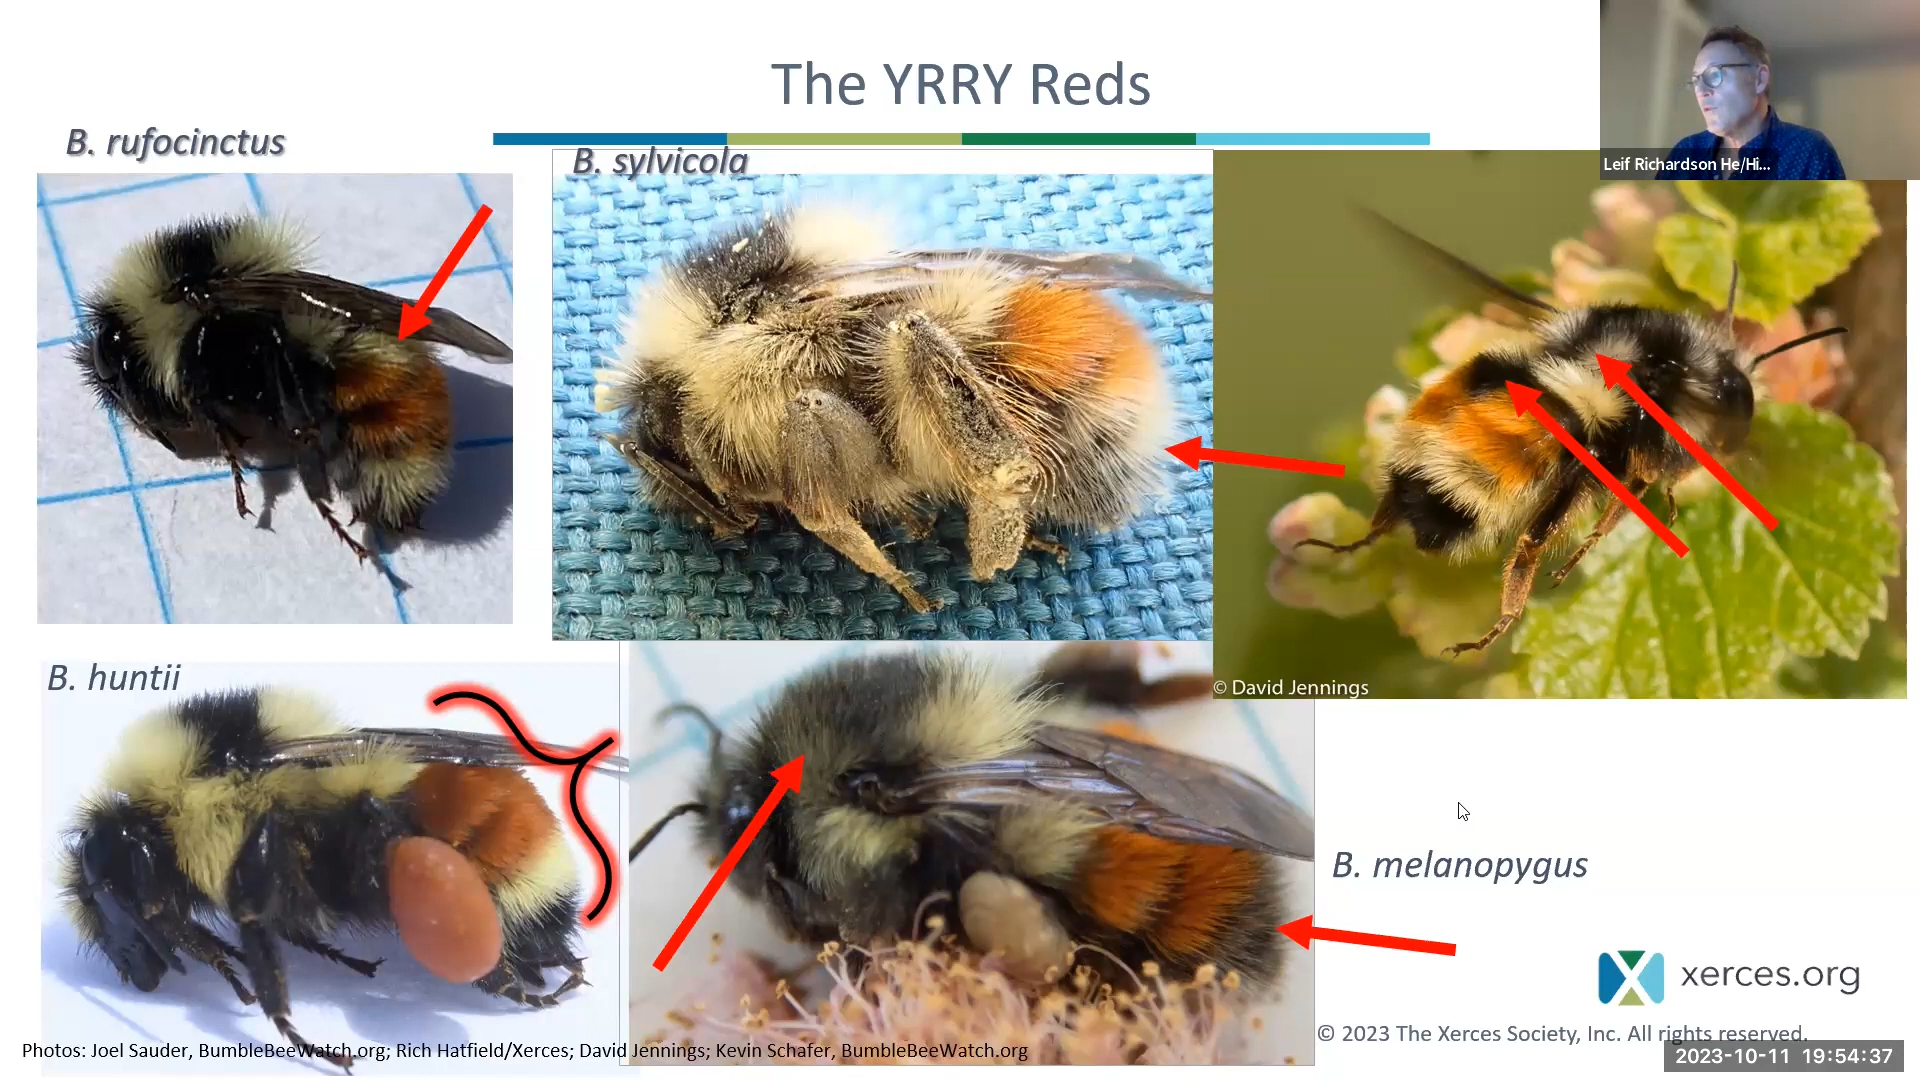 The YRRY Reds
B. rufocinctus
B. sylvicola
Leif Richardson He/Hi...
© David Jennings
B. huntii
B. melanopygus
xerces.org
© 2023 The Xerces Society, Inc. All rights reserved.
Photos: Joel Sauder, BumbleBeeWatch.org; Rich Hatfield/Xerces; David Jennings; Kevin Schafer, BumbleBeeWatch.org
2023-10-11 19:54:37